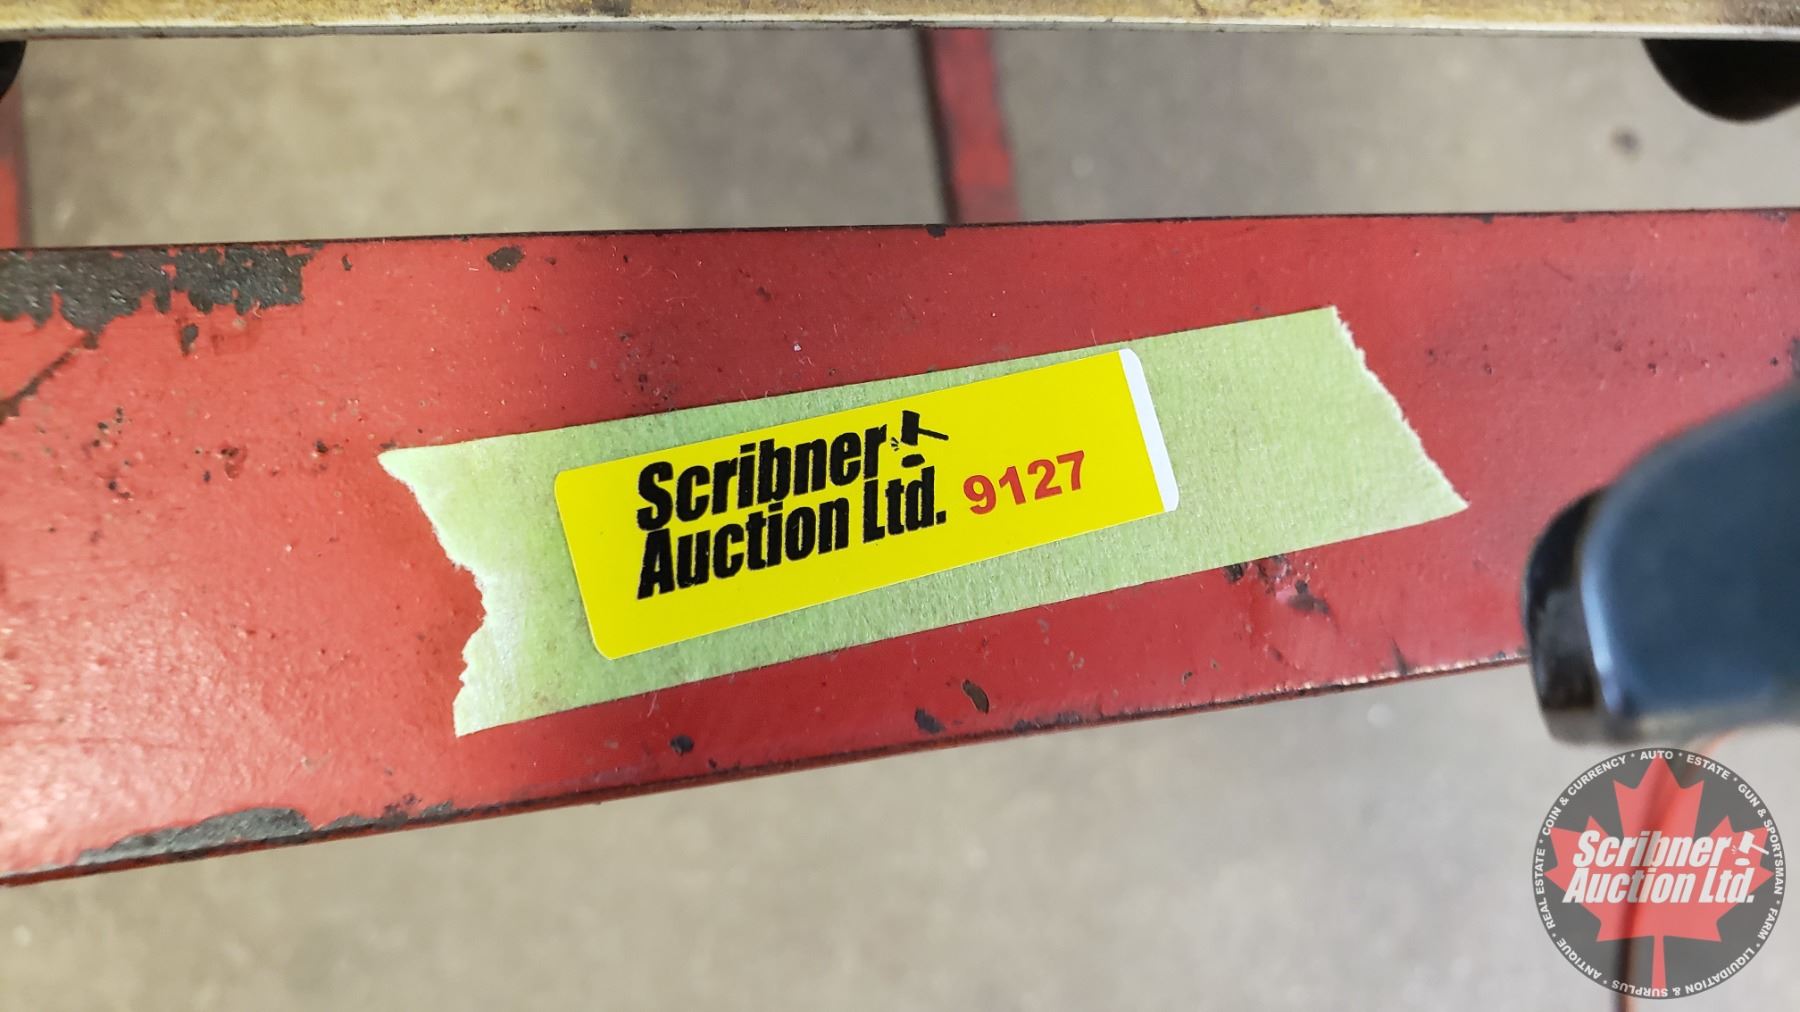 Scribner
Auction Ltd. 9127
COIN & CURRENCY * AUTO * ESTATE * GUN & SPORTSMAN * FARM * LIQUIDATION & SURPLUS * ANTIQUE * REAL ESTATE *
Scribner
Auction Ltd.